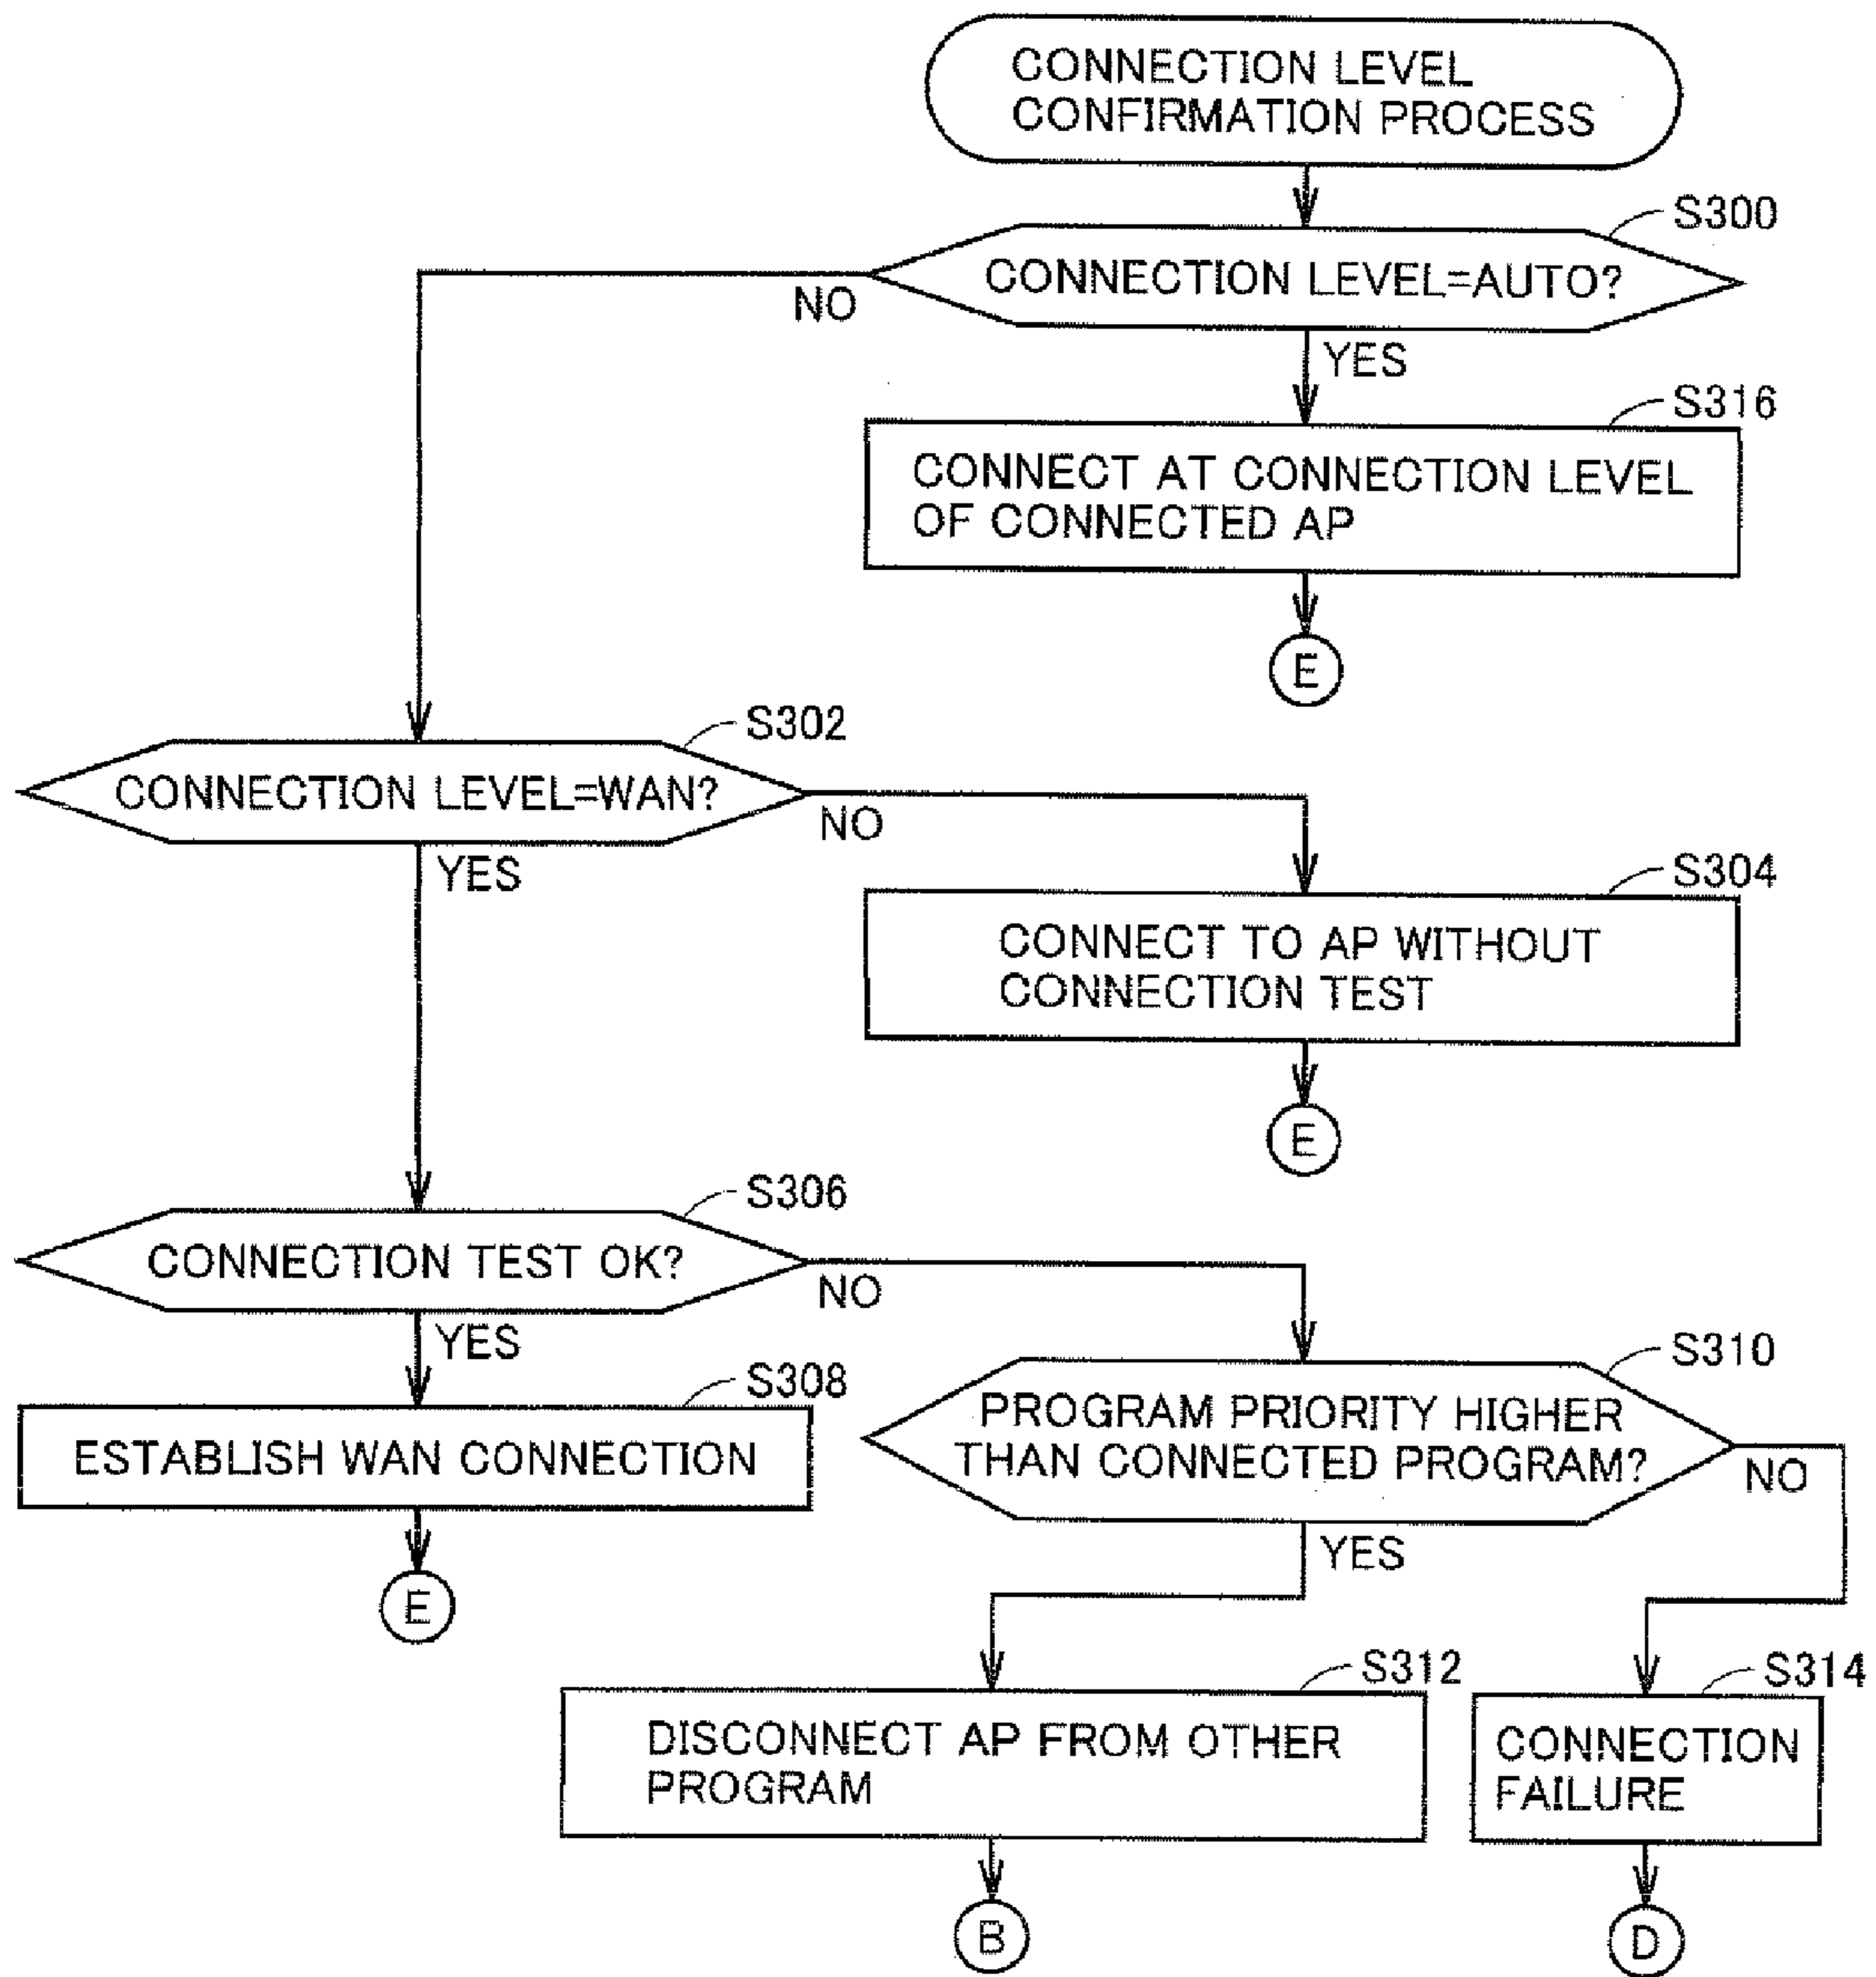 CONNECTION LEVEL
CONFIRMATION PROCESS
S300
CONNECTION LEVEL=AUTO?
NO
YES
S316
CONNECT AT CONNECTION LEVEL
OF CONNECTED AP
E
S302
CONNECTION LEVEL=WAN?
NO
YES
S304
CONNECT TO AP WITHOUT
CONNECTION TEST
E
S306
CONNECTION TEST OK?
NO
YES
S308
ESTABLISH WAN CONNECTION
E
S310
PROGRAM PRIORITY HIGHER
THAN CONNECTED PROGRAM?
NO
YES
S312
DISCONNECT AP FROM OTHER
PROGRAM
B
S314
CONNECTION
FAILURE
D